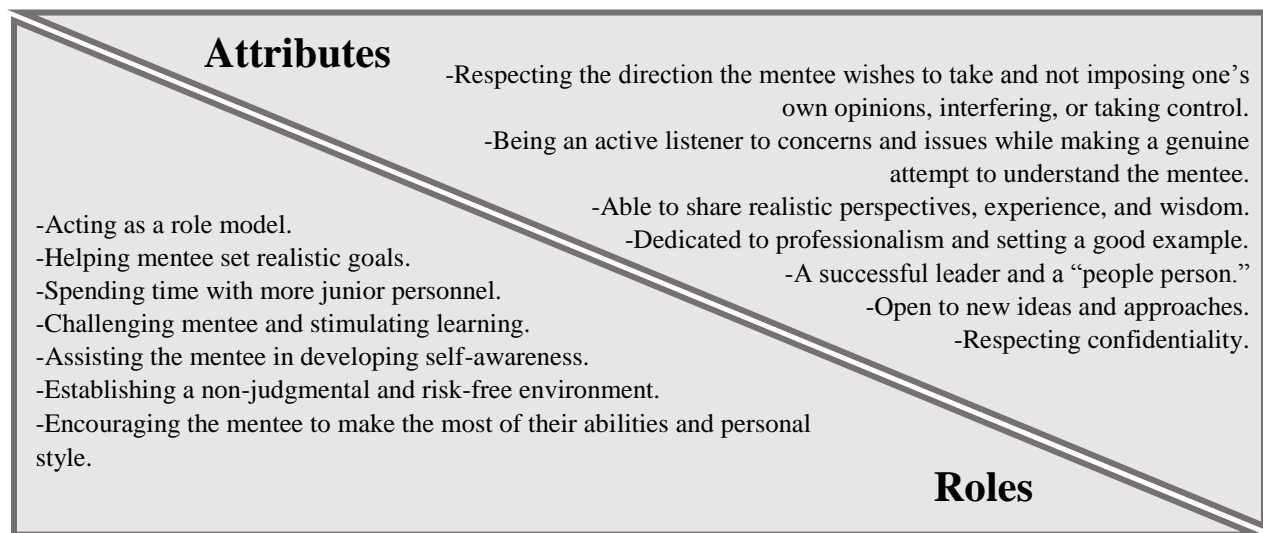 Attributes
-Respecting the direction the mentee wishes to take and not imposing one’s
own opinions, interfering, or taking control.
-Being an active listener to concerns and issues while making a genuine
attempt to understand the mentee.
-Able to share realistic perspectives, experience, and wisdom.
-Dedicated to professionalism and setting a good example.
-A successful leader and a “people person.”
-Open to new ideas and approaches.
-Respecting confidentiality.
-Acting as a role model.
-Helping mentee set realistic goals.
-Spending time with more junior personnel.
-Challenging mentee and stimulating learning.
-Assisting the mentee in developing self-awareness.
-Establishing a non-judgmental and risk-free environment.
-Encouraging the mentee to make the most of their abilities and personal
style.
Roles